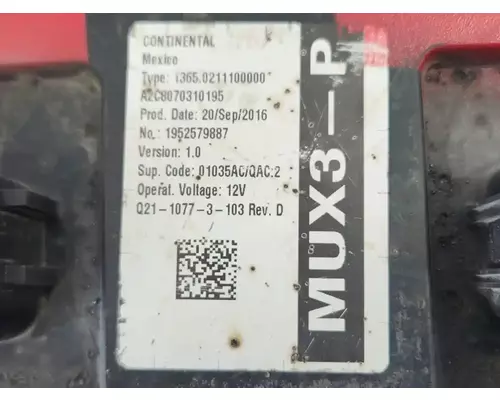 CONTINENTAL
Mexico
Type: 1365.0211100000
A2C8070310195
Prod. Date: 20/Sep/2016
No.: 1952579887
Version: 1.0
Sup. Code: 01035AC/QAC:2
Operat. Voltage: 12V
Q21-1077-3-103 Rev. D
MUX3-P